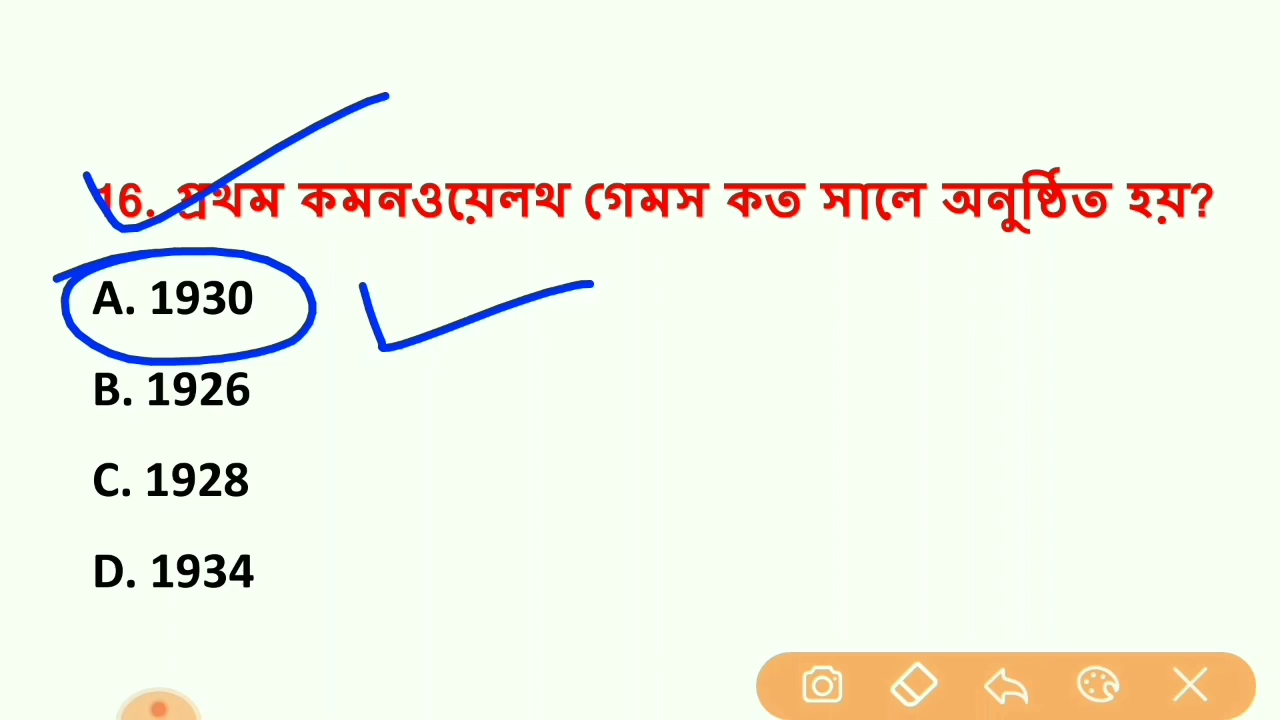 16. প্রথম কমনওয়েলথ গেমস কত সালে অনুষ্ঠিত হয়?
A. 1930
B. 1926
C. 1928
D. 1934